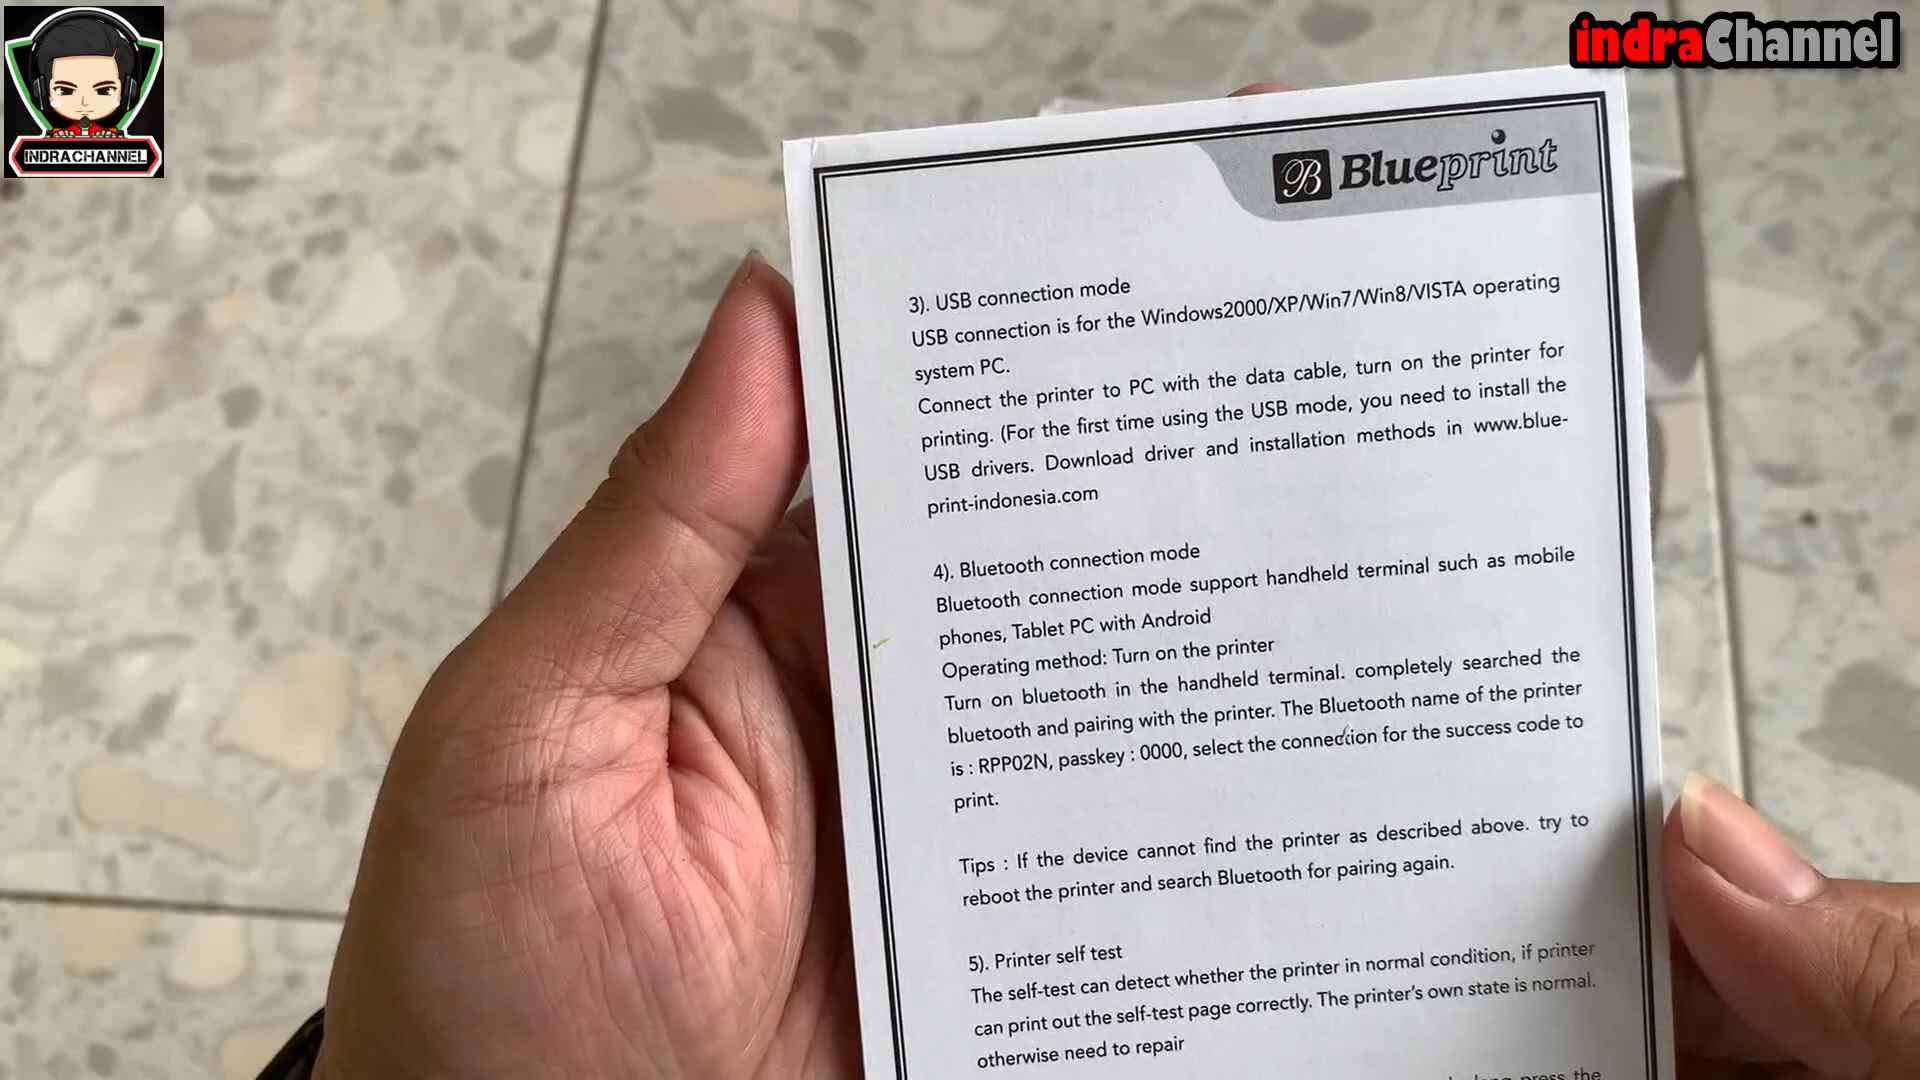 INDRA CHANNEL
indraChannel
B Blueprint
3). USB connection mode
USB connection is for the Windows2000/XP/Win7/Win8/VISTA operating
system PC.
Connect the printer to PC with the data cable, turn on the printer for
printing. (For the first time using the USB mode, you need to install the
USB drivers. Download driver and installation methods in www.blue-
print-indonesia.com
4). Bluetooth connection mode
Bluetooth connection mode support handheld terminal such as mobile
phones, Tablet PC with Android
Operating method: Turn on the printer
Turn on bluetooth in the handheld terminal. completely searched the
bluetooth and pairing with the printer. The Bluetooth name of the printer
is : RPP02N, passkey : 0000, select the connection for the success code to
print.
Tips : If the device cannot find the printer as described above. try to
reboot the printer and search Bluetooth for pairing again.
5). Printer self test
The self-test can detect whether the printer in normal condition, if printer
can print out the self-test page correctly. The printer's own state is normal.
otherwise need to repair
press the